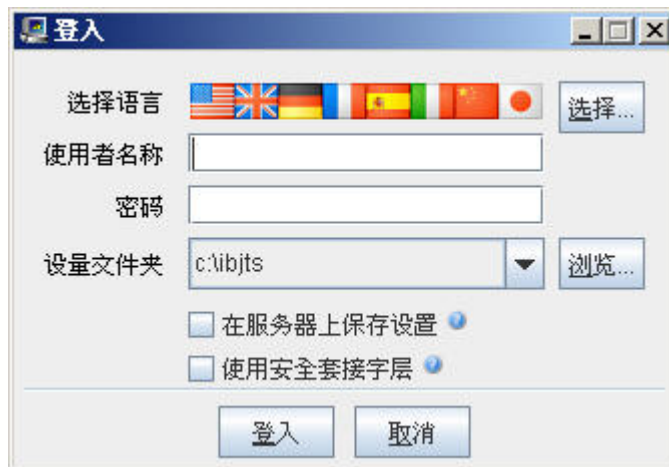 登入
选择语言
选择...
使用者名称
密码
设量文件夹 c:\ibjts 浏览...
在服务器上保存设置
使用安全套接字层
登入 取消